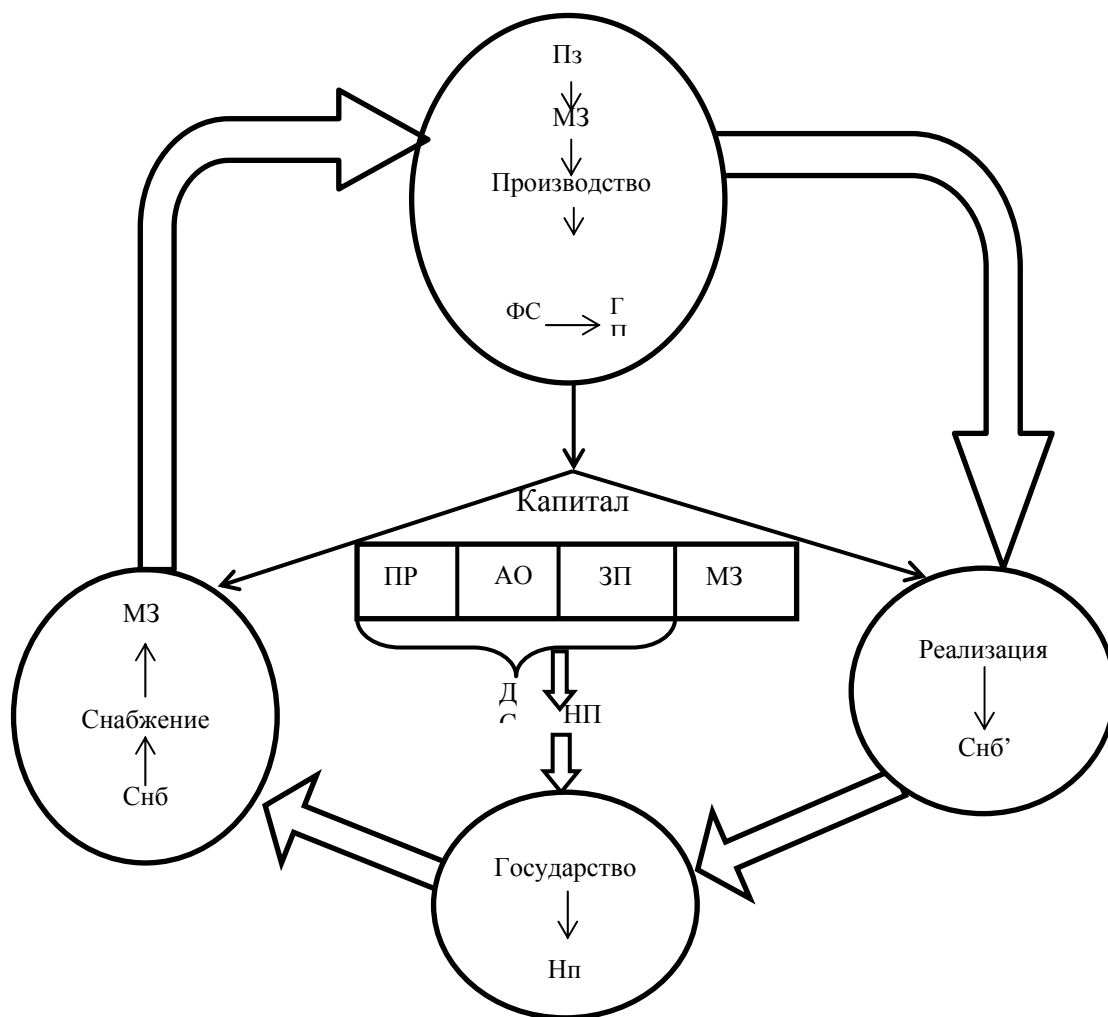 Пз
МЗ
Производство
ФС
Г
П
Капитал
ПР АО ЗП МЗ
Д
С
НП
МЗ
Снабжение
Снб
Реализация
Снб’
Государство
Нп